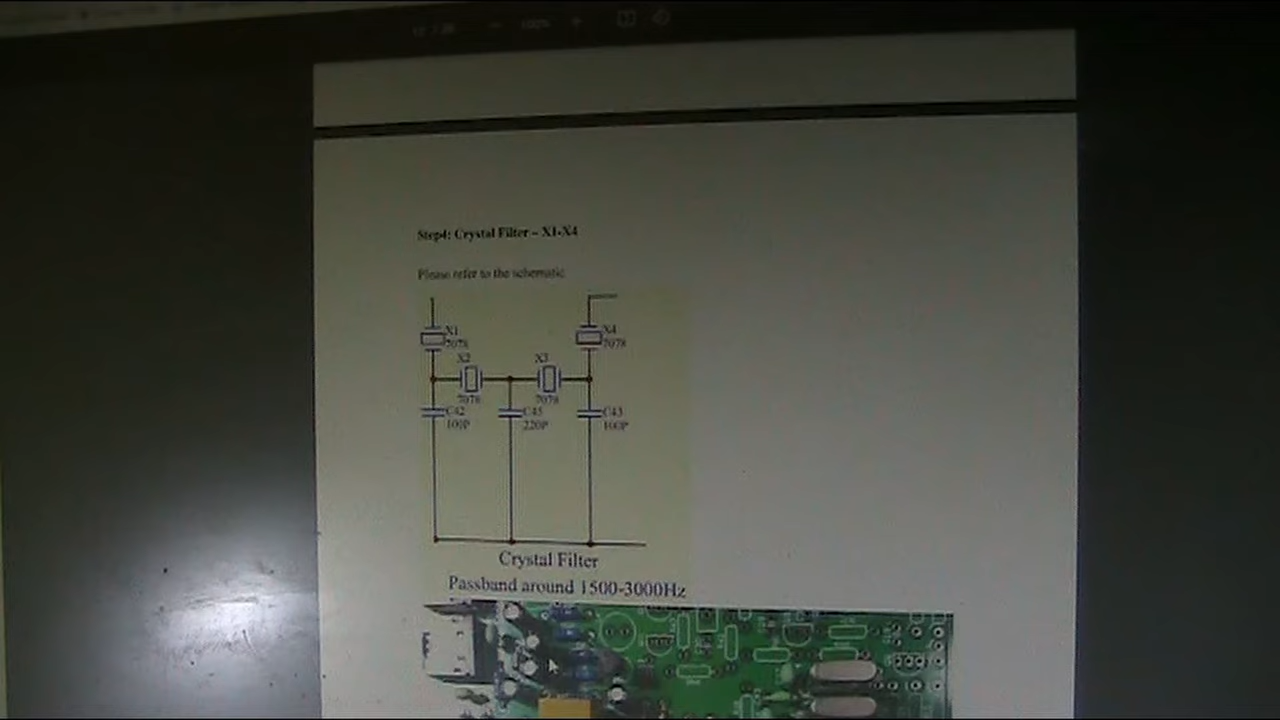 100%
Step4: Crystal Filter – X1-X4
Please refer to the schematic
X1
7078
X4
7078
X2
7078
X3
7078
C42
100P
C45
220P
C43
100P
Crystal Filter
Passband around 1500-3000Hz